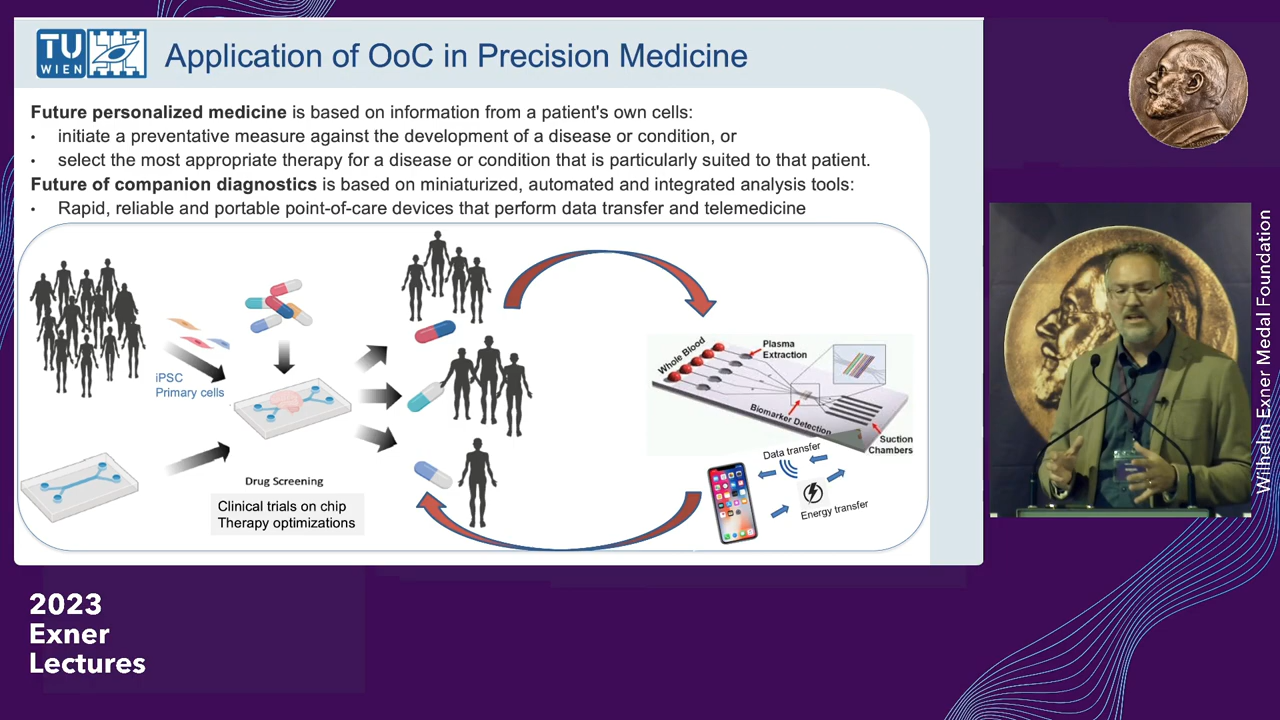 TU
WIEN
Application of OoC in Precision Medicine
Future personalized medicine is based on information from a patient's own cells:
• initiate a preventative measure against the development of a disease or condition, or
• select the most appropriate therapy for a disease or condition that is particularly suited to that patient.
Future of companion diagnostics is based on miniaturized, automated and integrated analysis tools:
• Rapid, reliable and portable point-of-care devices that perform data transfer and telemedicine
iPSC
Primary cells
Drug Screening
Clinical trials on chip
Therapy optimizations
Whole Blood
Plasma
Extraction
Biomarker Detection
Suction
Chambers
Data transfer
Energy transfer
Wilhelm Exner Medal Foundation
2023
Exner
Lectures